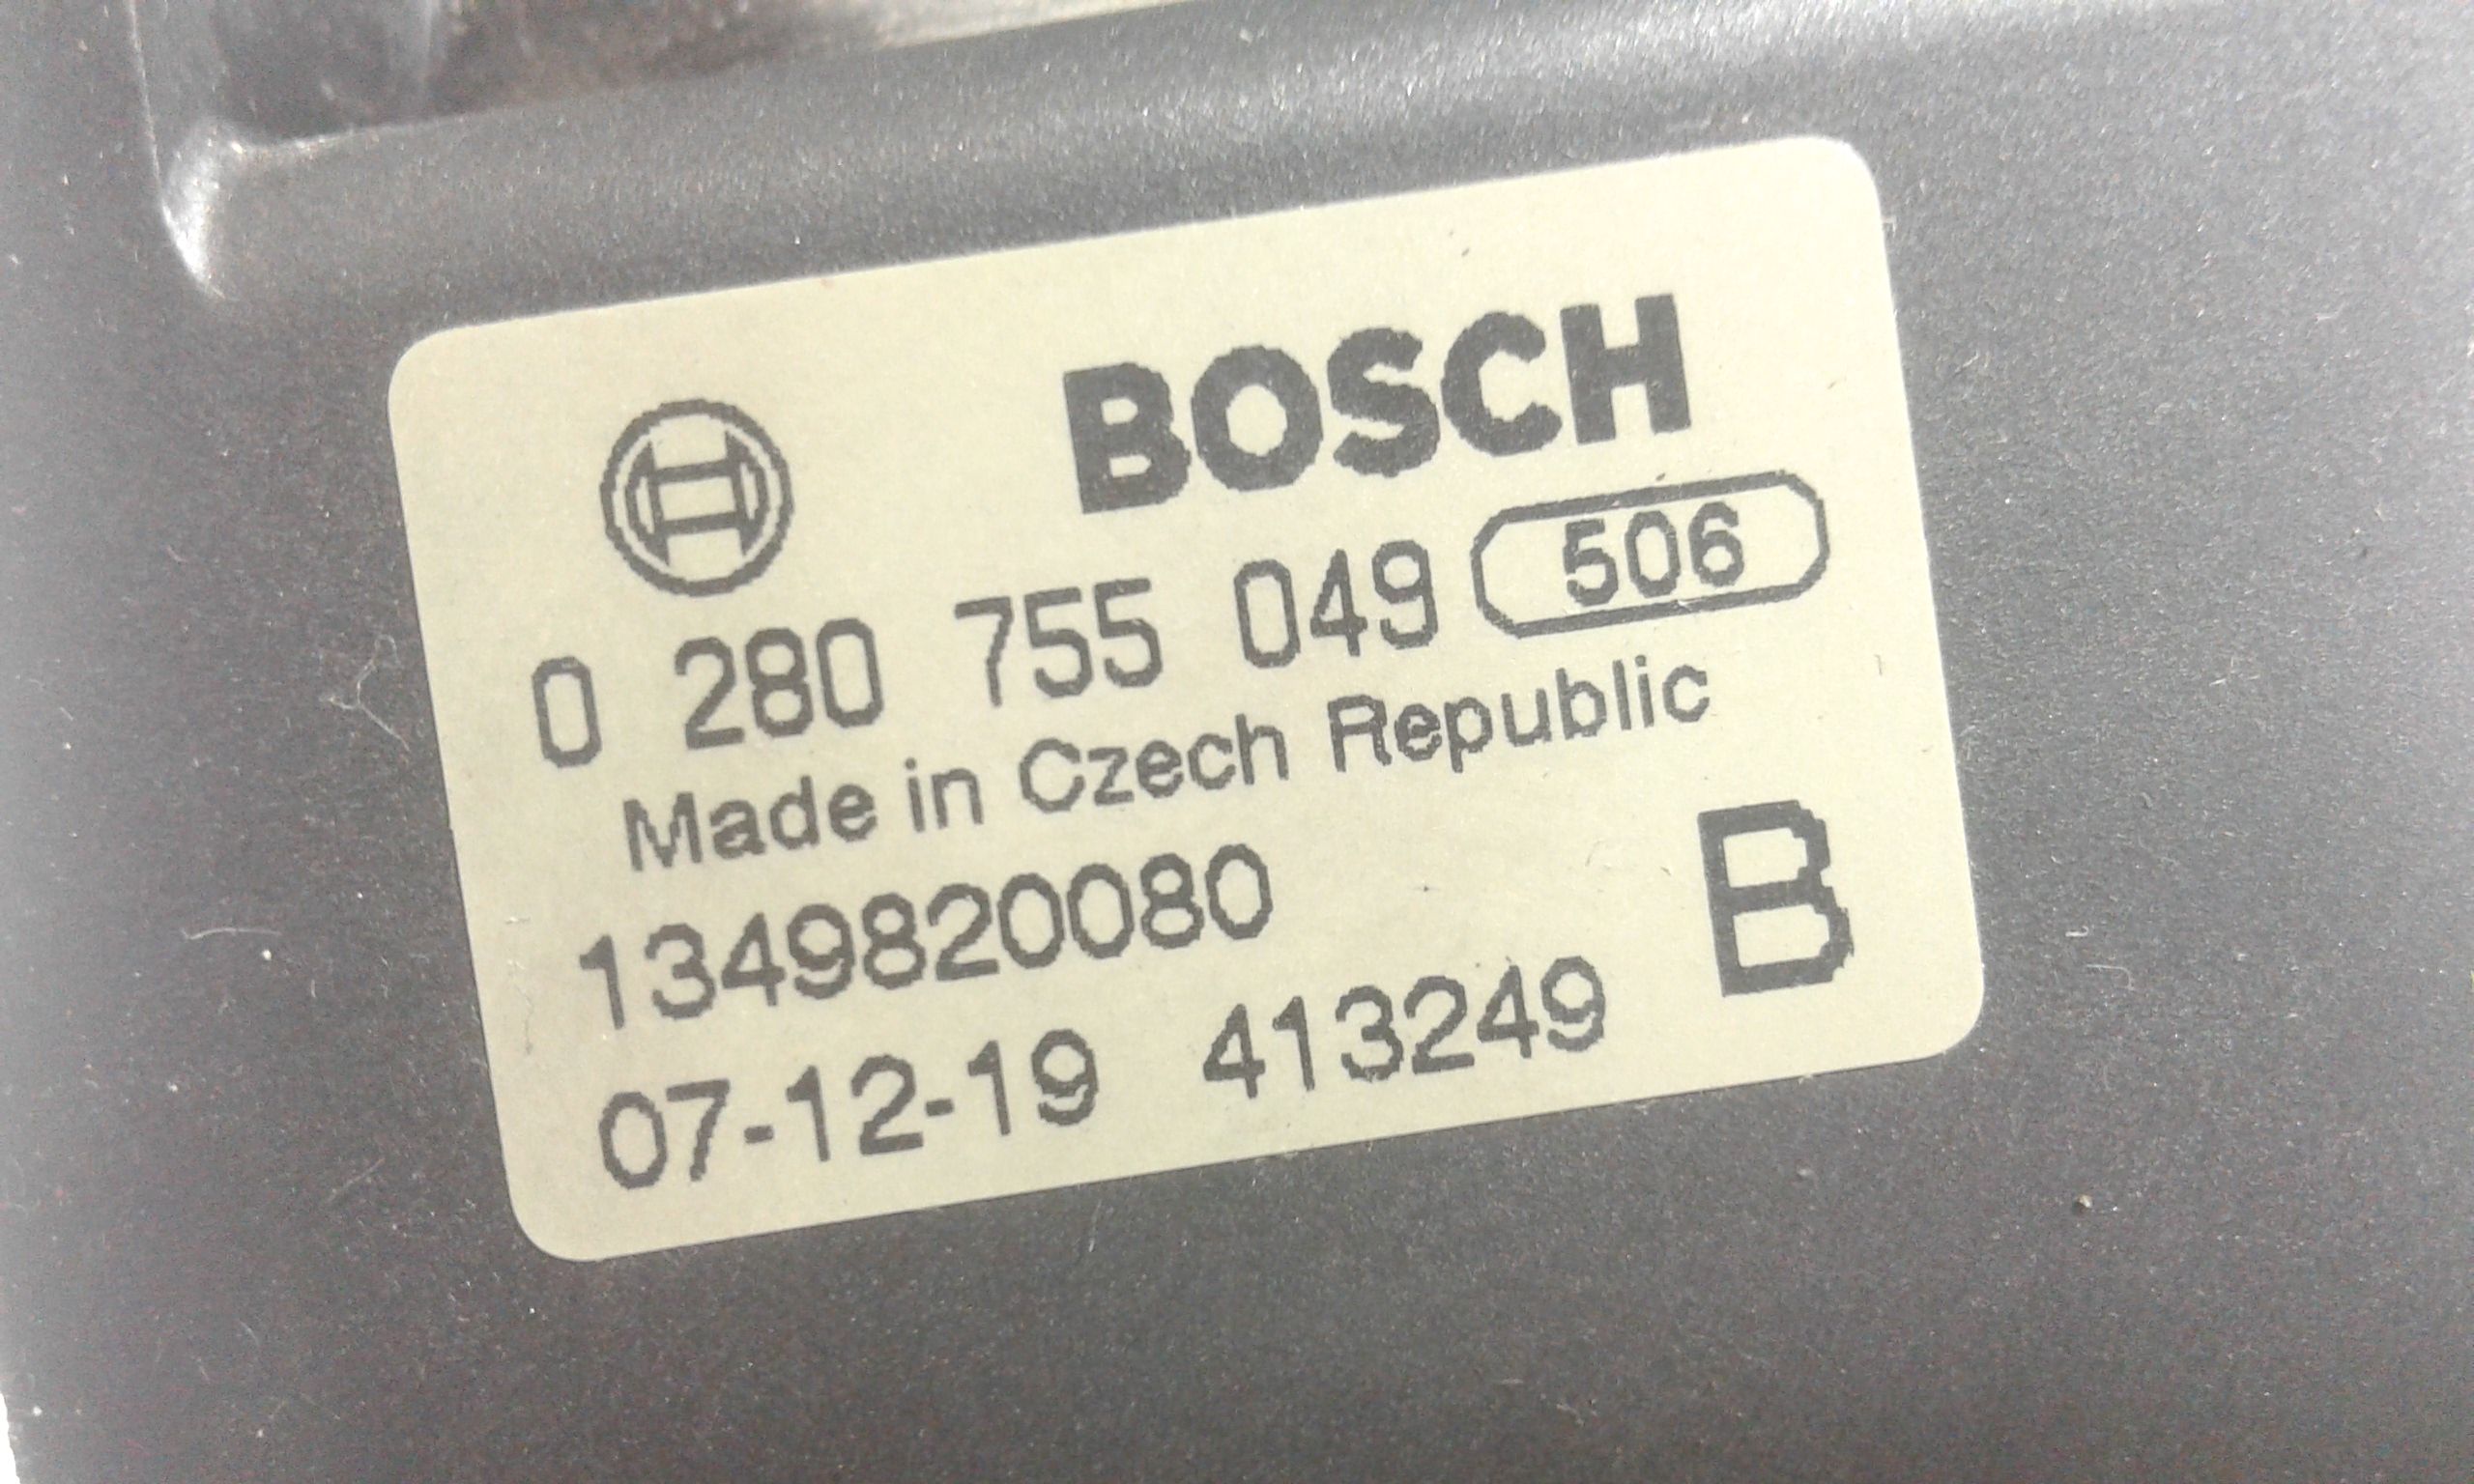 BOSCH
0 280 755 049 506
Made in Czech Republic
1349820080 B
07-12-19 413249